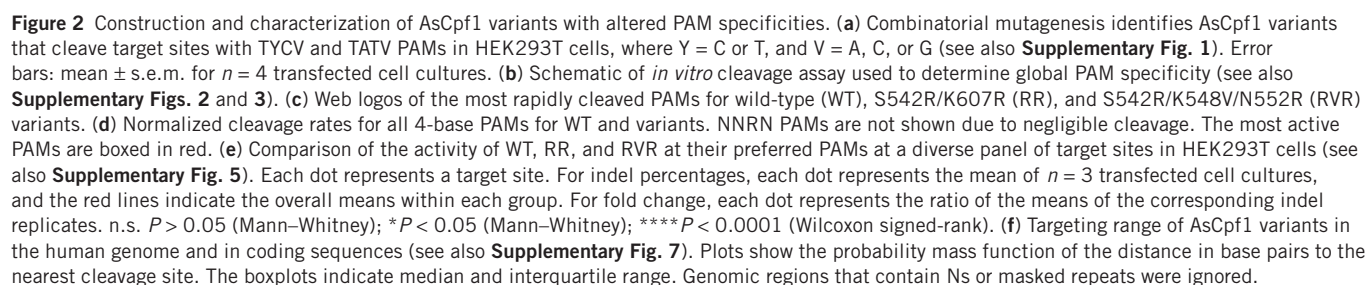 Figure 2 Construction and characterization of AsCpf1 variants with altered PAM specificities. (a) Combinatorial mutagenesis identifies AsCpf1 variants
that cleave target sites with TYCV and TATV PAMs in HEK293T cells, where Y = C or T, and V = A, C, or G (see also Supplementary Fig. 1). Error
bars: mean ± s.e.m. for n = 4 transfected cell cultures. (b) Schematic of in vitro cleavage assay used to determine global PAM specificity (see also
Supplementary Figs. 2 and 3). (c) Web logos of the most rapidly cleaved PAMs for wild-type (WT), S542R/K607R (RR), and S542R/K548V/N552R (RVR)
variants. (d) Normalized cleavage rates for all 4-base PAMs for WT and variants. NNRN PAMs are not shown due to negligible cleavage. The most active
PAMs are boxed in red. (e) Comparison of the activity of WT, RR, and RVR at their preferred PAMs at a diverse panel of target sites in HEK293T cells (see
also Supplementary Fig. 5). Each dot represents a target site. For indel percentages, each dot represents the mean of n = 3 transfected cell cultures,
and the red lines indicate the overall means within each group. For fold change, each dot represents the ratio of the means of the corresponding indel
replicates. n.s. P > 0.05 (Mann–Whitney); *P < 0.05 (Mann–Whitney); ****P < 0.0001 (Wilcoxon signed-rank). (f) Targeting range of AsCpf1 variants in
the human genome and in coding sequences (see also Supplementary Fig. 7). Plots show the probability mass function of the distance in base pairs to the
nearest cleavage site. The boxplots indicate median and interquartile range. Genomic regions that contain Ns or masked repeats were ignored.